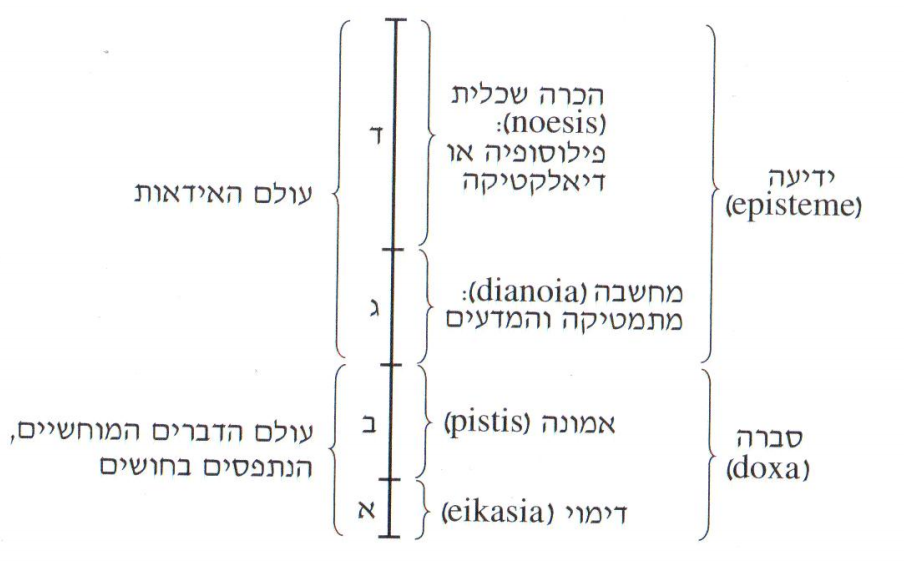 ידיעה
(episteme)
הכרה שכלית
(noesis):
פילוסופיה או
דיאלקטיקה
ד
עולם האידאות
מחשבה (dianoia):
מתמטיקה והמדעים
ג
סברה
(doxa)
אמונה (pistis)
ב
עולם הדברים המוחשיים,
הנתפסים בחושים
דימוי (eikasia)
א